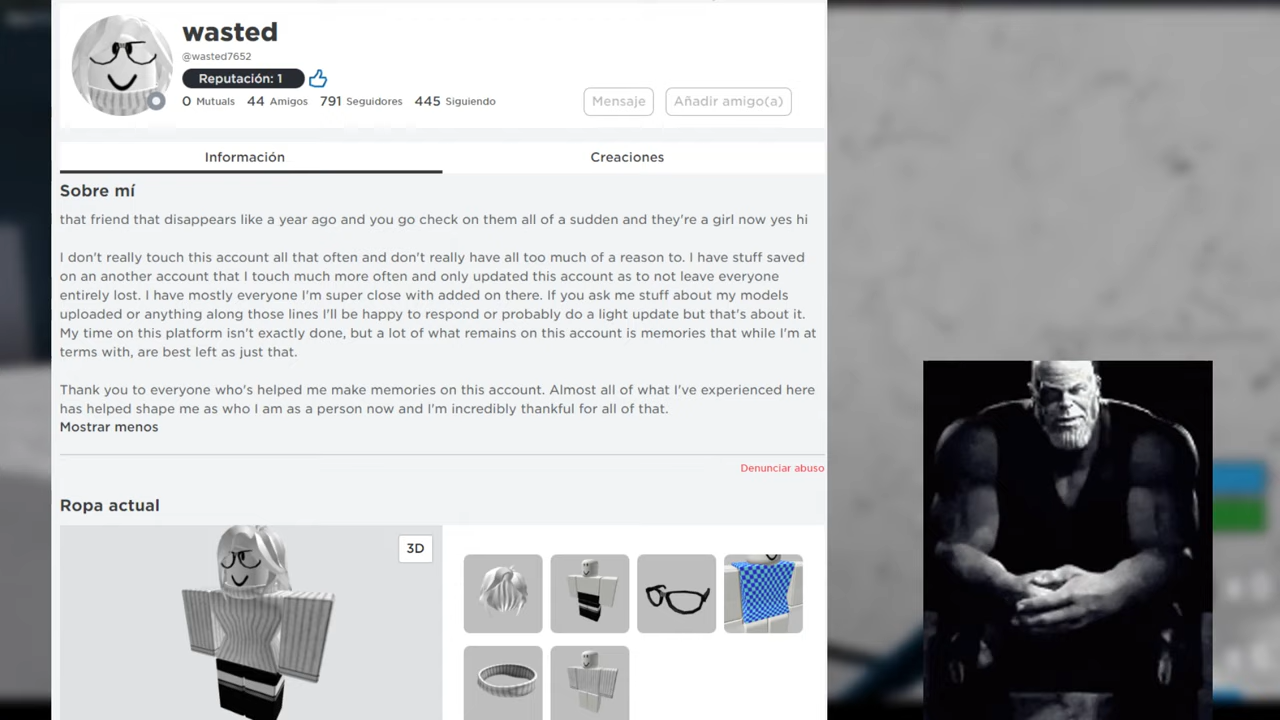 wasted
@wasted7652
Reputación: 1
0 Mutuals 44 Amigos 791 Seguidores 445 Siguiendo
Mensaje
Añadir amigo(a)
Información
Creaciones
Sobre mí
that friend that disappears like a year ago and you go check on them all of a sudden and they're a girl now yes hi
I don't really touch this account all that often and don't really have all too much of a reason to. I have stuff saved
on an another account that I touch much more often and only updated this account as to not leave everyone
entirely lost. I have mostly everyone I'm super close with added on there. If you ask me stuff about my models
uploaded or anything along those lines I'll be happy to respond or probably do a light update but that's about it.
My time on this platform isn't exactly done, but a lot of what remains on this account is memories that while I'm at
terms with, are best left as just that.
Thank you to everyone who's helped me make memories on this account. Almost all of what I've experienced here
has helped shape me as who I am as a person now and I'm incredibly thankful for all of that.
Mostrar menos
Denunciar abuso
Ropa actual
3D